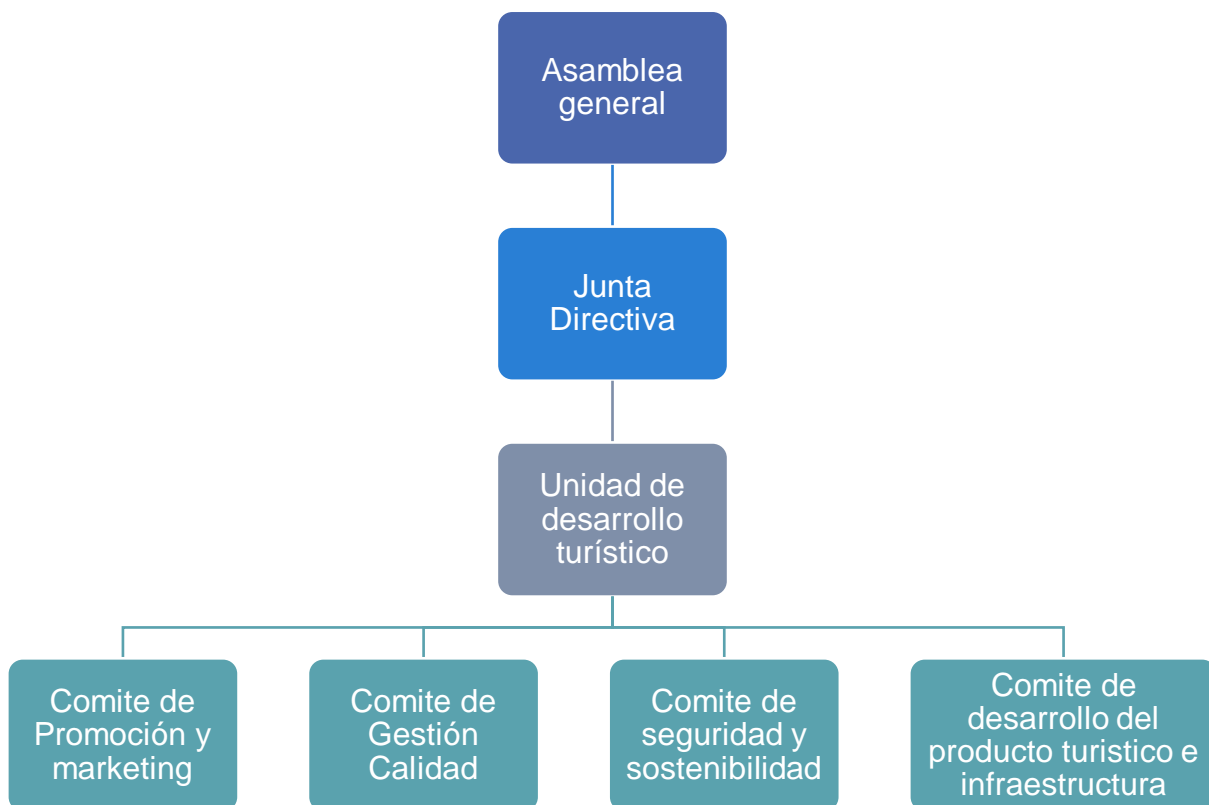 Asamblea
general
Junta
Directiva
Unidad de
desarrollo
turístico
Comite de
Promoción y
marketing
Comite de
Gestión
Calidad
Comite de
seguridad y
sostenibilidad
Comite de
desarrollo del
producto turistico e
infraestructura